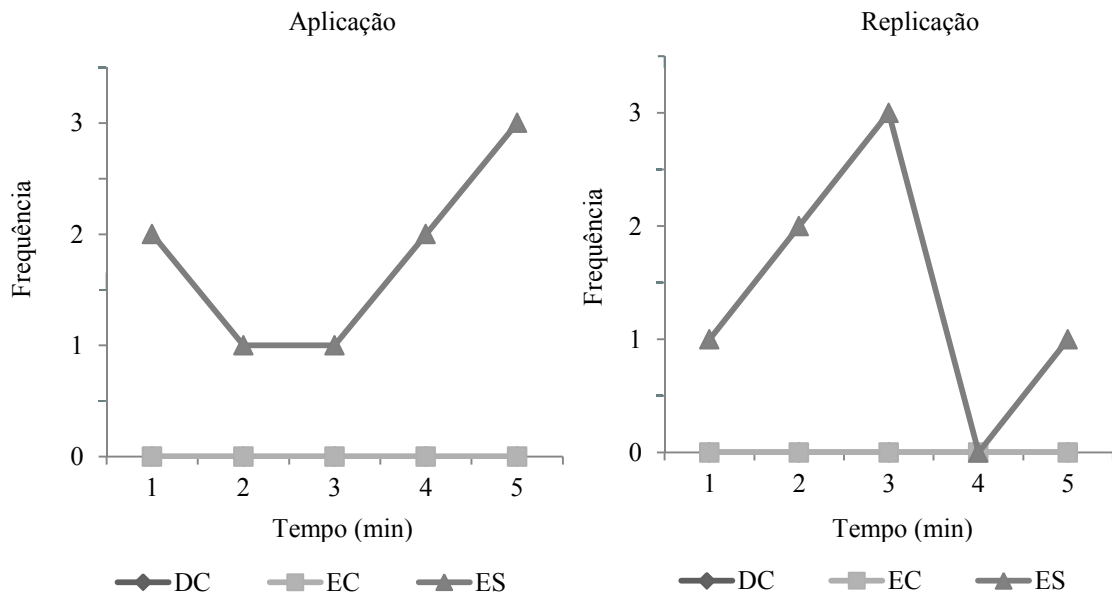 Aplicação
3
2
1
0
Frequência
1 2 3 4 5
Tempo (min)
DC EC ES
Replicação
3
2
1
0
Frequência
1 2 3 4 5
Tempo (min)
DC EC ES